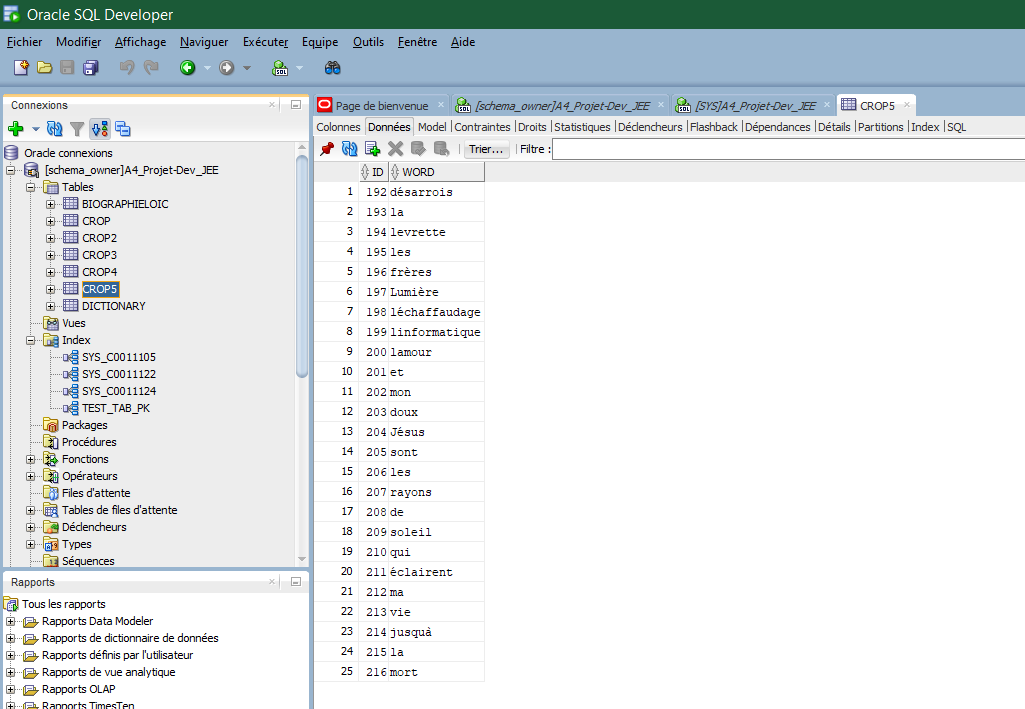 Oracle SQL Developer
Fichier Modifier Affichage Naviguer Exécuter Equipe Outils Fenêtre Aide
Connexions
Oracle connexions
[schema_owner]A4_Projet-Dev_JEE
Tables
BIOGRAPHIELOIC
CROP
CROP2
CROP3
CROP4
CROP5
DICTIONARY
Vues
Index
SYS_C0011105
SYS_C0011122
SYS_C0011124
TEST_TAB_PK
Packages
Procédures
Fonctions
Opérateurs
Files d'attente
Tables de files d'attente
Déclencheurs
Types
Séquences
Rapports
Tous les rapports
Rapports Data Modeler
Rapports de dictionnaire de données
Rapports définis par l'utilisateur
Rapports de vue analytique
Rapports OLAP
Rapports TimesTen
Page de bienvenue [schema_owner]A4_Projet-Dev_JEE [SYS]A4_Projet-Dev_JEE CROP5
Colonnes Données Model Contraintes Droits Statistiques Déclencheurs Flashback Dépendances Détails Partitions Index SQL
Trier... Filtre :
ID WORD
1 192 désarrois
2 193 la
3 194 levrette
4 195 les
5 196 frères
6 197 Lumière
7 198 léchaffaudage
8 199 linformatique
9 200 lamour
10 201 et
11 202 mon
12 203 doux
13 204 Jésus
14 205 sont
15 206 les
16 207 rayons
17 208 de
18 209 soleil
19 210 qui
20 211 éclairent
21 212 ma
22 213 vie
23 214 jusquà
24 215 la
25 216 mort